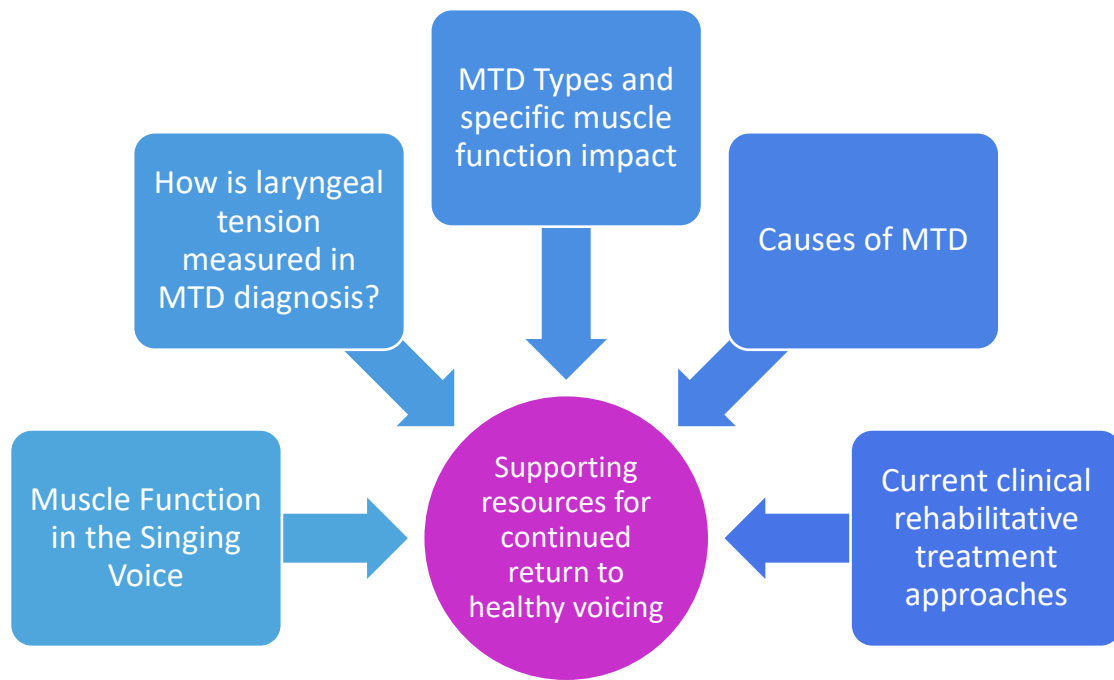 MTD Types and
specific muscle
function impact
How is laryngeal
tension
measured in
MTD diagnosis?
Causes of MTD
Muscle Function
in the Singing
Voice
Supporting
resources for
continued
return to
healthy voicing
Current clinical
rehabilitative
treatment
approaches